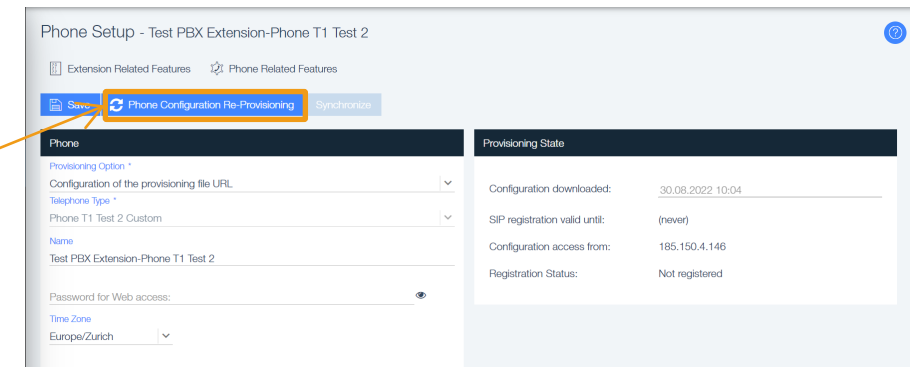 Phone Setup - Test PBX Extension-Phone T1 Test 2
Extension Related Features Phone Related Features
Save Phone Configuration Re-Provisioning Synchronize
Phone
Provisioning Option *
Configuration of the provisioning file URL
Telephone Type *
Phone T1 Test 2 Custom
Name
Test PBX Extension-Phone T1 Test 2
Password for Web access:
Time Zone
Europe/Zurich
Provisioning State
Configuration downloaded: 30.08.2022 10:04
SIP registration valid until: (never)
Configuration access from: 185.150.4.146
Registration Status: Not registered